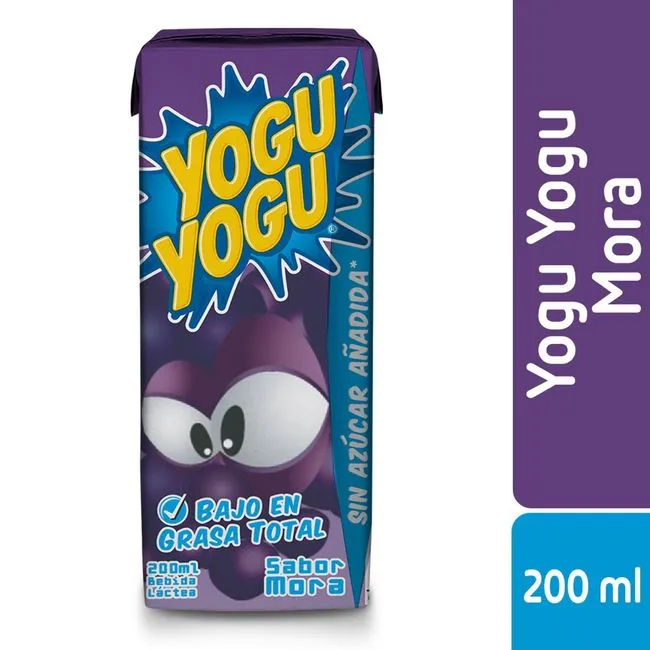 YOGU
YOGU®
SIN AZÚCAR AÑADIDA*
BAJO EN
GRASA TOTAL
200ml
Bebida
Láctea
Sabor
Mora
Yogu Yogu
Mora
200 ml